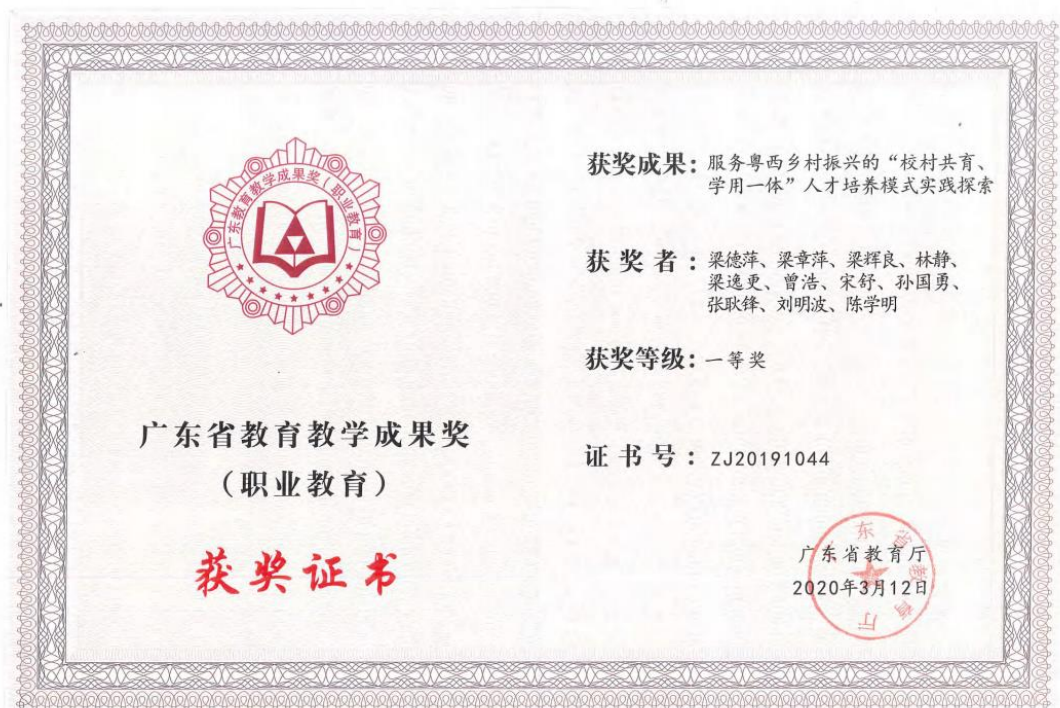 广东教育教学成果奖（职业教育）
广东省教育教学成果奖
（职业教育）
获奖证书
获奖成果：服务粤西乡村振兴的“校村共育、
学用一体”人才培养模式实践探索
获奖者：梁德萍、梁章萍、梁辉良、林静、
梁逸更、曾浩、宋舒、孙国勇、
张耿锋、刘明波、陈学明
获奖等级：一等奖
证书号：ZJ20191044
广东省教育厅
2020年3月12日
广东省教育厅